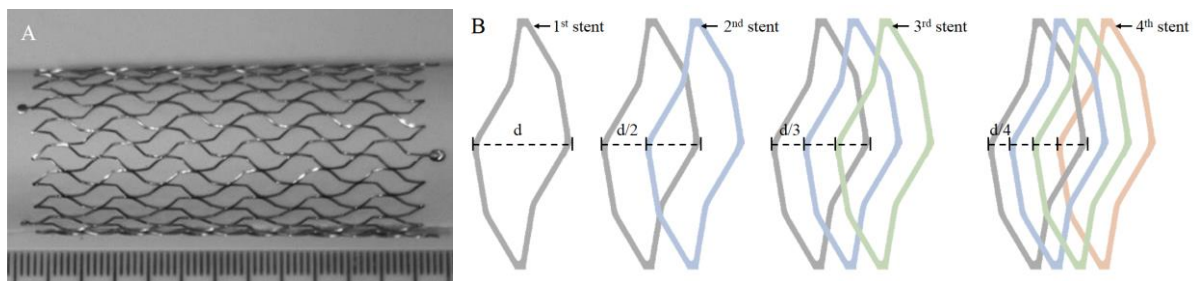 A
B
1st stent
2nd stent
3rd stent
4th stent
d
d/2
d/3
d/4